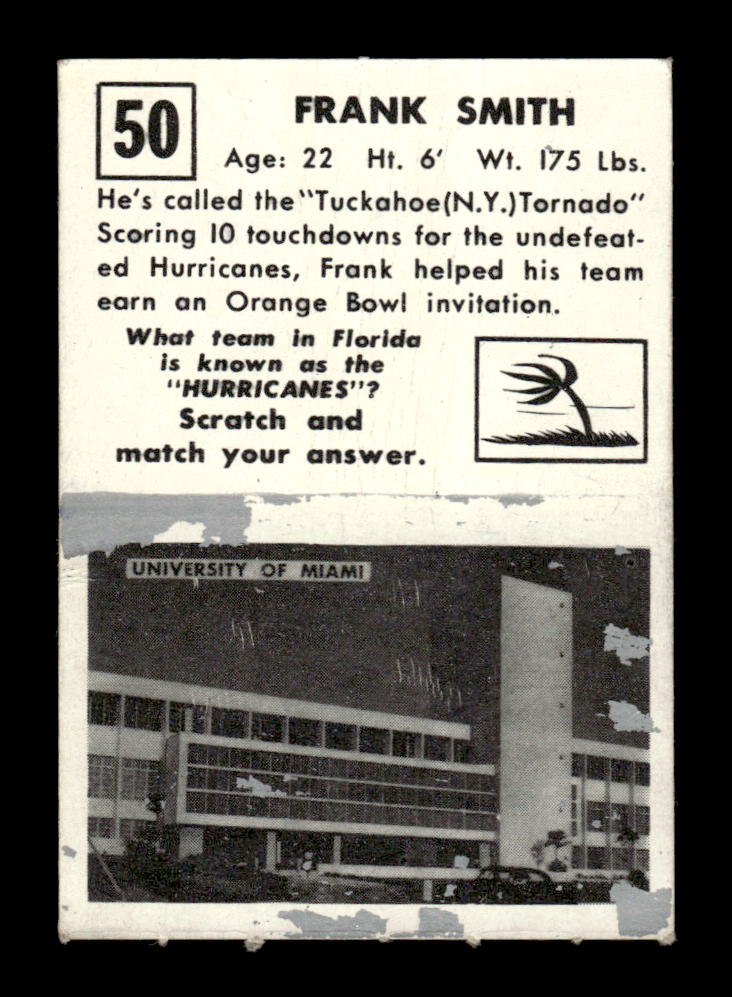 50
FRANK SMITH
Age: 22 Ht. 6' Wt. 175 Lbs.
He's called the "Tuckahoe(N.Y.)Tornado"
Scoring 10 touchdowns for the undefeat-
ed Hurricanes, Frank helped his team
earn an Orange Bowl invitation.
What team in Florida
is known as the
"HURRICANES"?
Scratch and
match your answer.
UNIVERSITY OF MIAMI